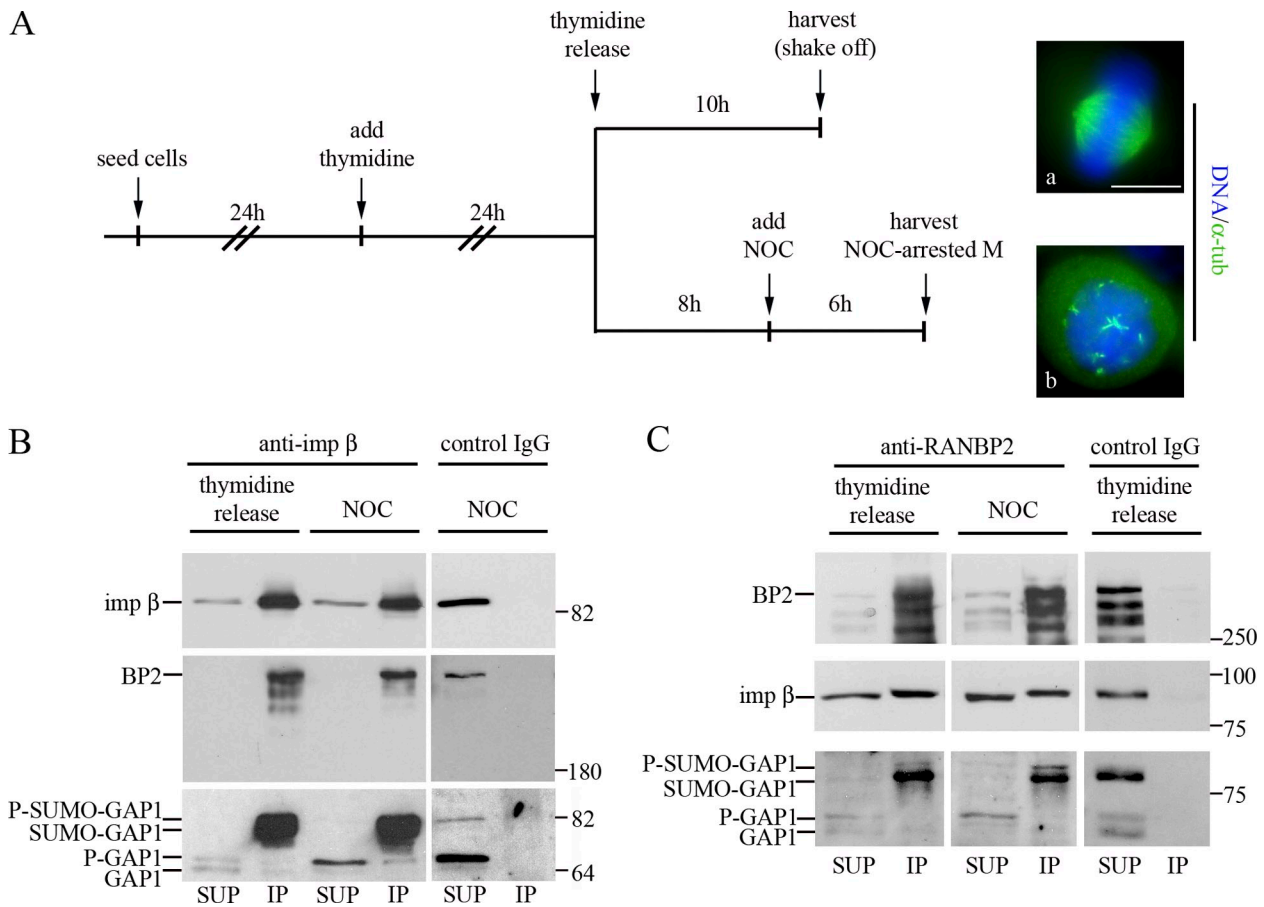 A
thymidine
release
harvest
(shake off)
10h
add
thymidine
seed cells
24h
24h
add
NOC
harvest
NOC-arrested M
8h
6h
a
b
DNA/α-tub
B
anti-imp β
control IgG
thymidine
release
NOC
NOC
imp β
82
BP2
180
P-SUMO-GAP1
SUMO-GAP1
P-GAP1
GAP1
82
64
SUP IP SUP IP SUP IP
C
anti-RANBP2
control IgG
thymidine
release
NOC
thymidine
release
BP2
250
imp β
100
75
P-SUMO-GAP1
SUMO-GAP1
P-GAP1
GAP1
75
SUP IP SUP IP SUP IP